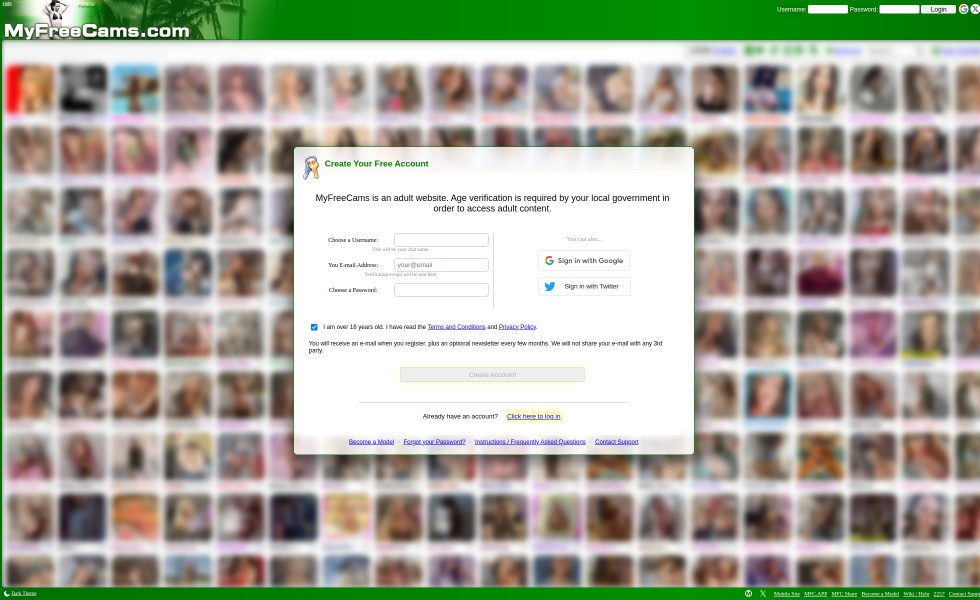 Username: Password: Login
MyFreeCams.com
Create Your Free Account
MyFreeCams is an adult website. Age verification is required by your local government in
order to access adult content.
Choose a Username:
This will be your chat name.
You E-mail Address: your@email
Verification e-mail will be sent here.
Choose a Password:
You can also...
Sign in with Google
Sign in with Twitter
I am over 18 years old. I have read the Terms and Conditions and Privacy Policy.
You will receive an e-mail when you register, plus an optional newsletter every few months. We will not share your e-mail with any 3rd
party.
Create Account!
Already have an account? Click here to log in.
Become a Model - Forgot your Password? - Instructions / Frequently Asked Questions - Contact Support
Dark Theme
Mobile Site MFC.APP MFC Share Become a Model Wiki / Help 2257 Contact